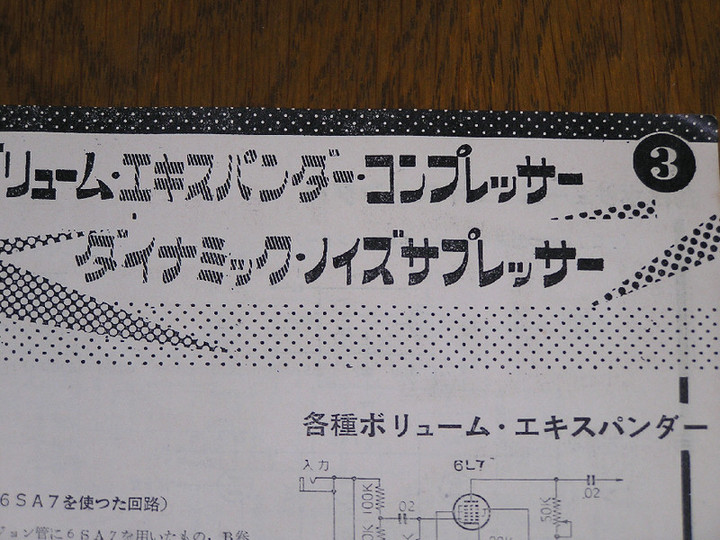 リューム・エキスパンダー・コンプレッサー
3
ダイナミック・ノイズサプレッサー
各種ボリューム・エキスパンダー
入力
6L7
.02
100K
.02
50K
6SA7を使つた回路)
ジョン管に6SA7を用いたもの，B巻